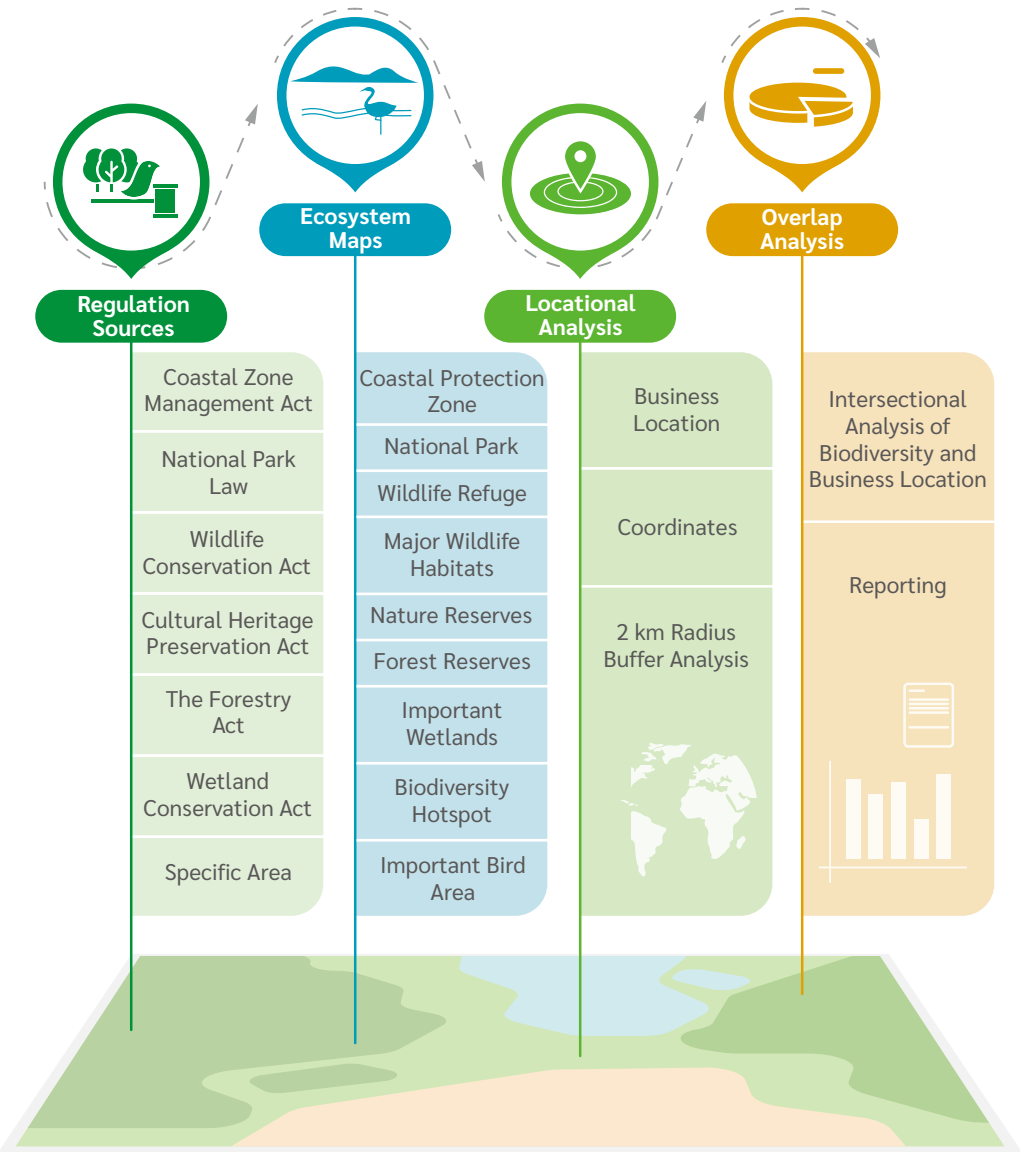 Regulation
Sources
Coastal Zone
Management Act
National Park
Law
Wildlife
Conservation Act
Cultural Heritage
Preservation Act
The Forestry
Act
Wetland
Conservation Act
Specific Area
Ecosystem
Maps
Coastal Protection
Zone
National Park
Wildlife Refuge
Major Wildlife
Habitats
Nature Reserves
Forest Reserves
Important
Wetlands
Biodiversity
Hotspot
Important Bird
Area
Locational
Analysis
Business
Location
Coordinates
2 km Radius
Buffer Analysis
Overlap
Analysis
Intersectional
Analysis of
Biodiversity and
Business Location
Reporting